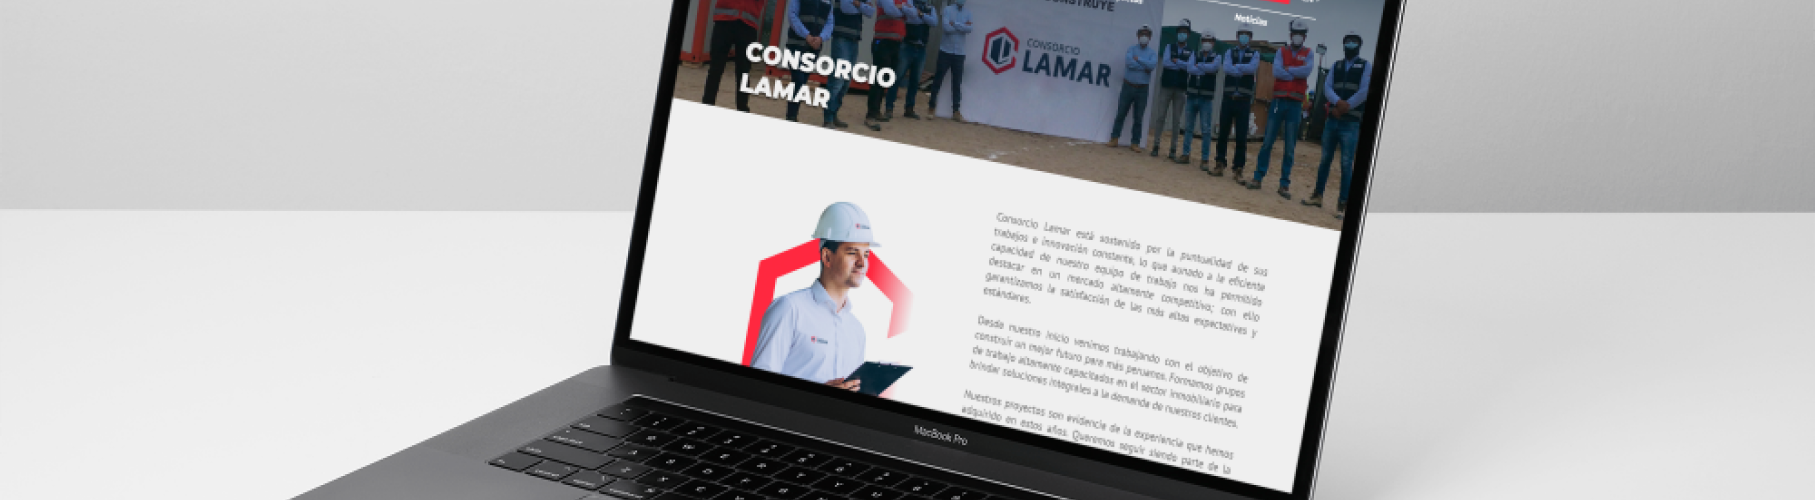 CONSTRUYE
Noticias
CONSORCIO
LAMAR
CONSORCIO
LAMAR
Consorcio Lamar está sostenido por la puntualidad de sus
trabajos e innovación constante, lo que aunado a la eficiente
capacidad de nuestro equipo de trabajo nos ha permitido
destacar en un mercado altamente competitivo; con ello
garantizamos la satisfacción de las más altas expectativas y
estándares.
Desde nuestro inicio venimos trabajando con el objetivo de
construir un mejor futuro para más peruanos. Formamos grupos
de trabajo altamente capacitados en el sector inmobiliario para
brindar soluciones integrales a la demanda de nuestros clientes.
Nuestros proyectos son evidencia de la experiencia que hemos
adquirido en estos años. Queremos seguir siendo parte de la
MacBook Pro